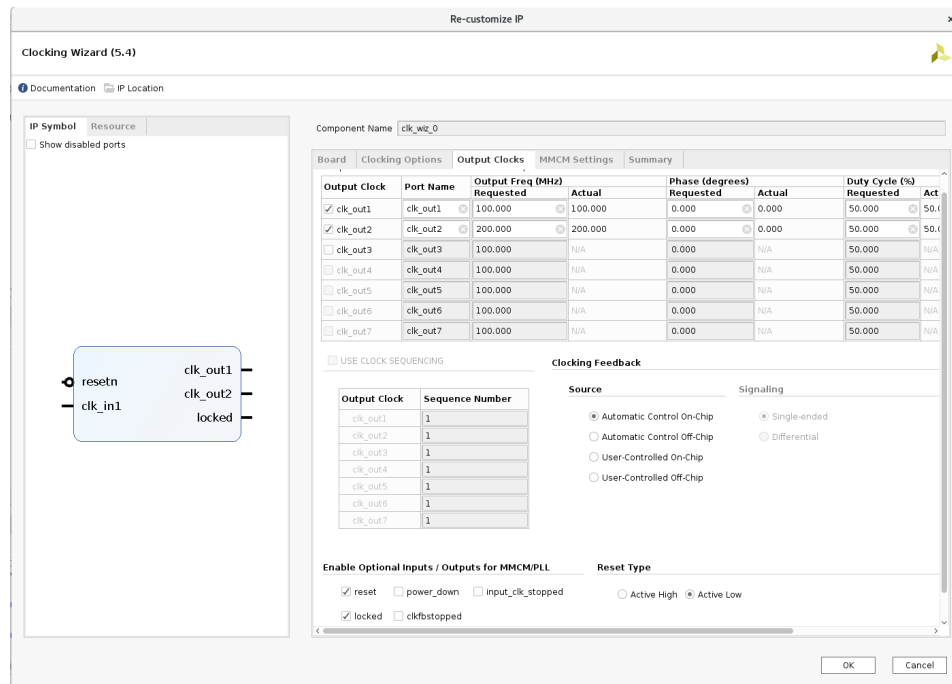 Re-customize IP
Clocking Wizard (5.4)
Documentation IP Location
IP Symbol Resource
Show disabled ports
resetn
clk_in1
clk_out1
clk_out2
locked
Component Name clk_wiz_0
Board Clocking Options Output Clocks MMCM Settings Summary
Output Clock Port Name Output Freq (MHz) Phase (degrees) Duty Cycle (%)
Requested Actual Requested Actual Requested Act
clk_out1 clk_out1 100.000 100.000 0.000 0.000 50.000 50.0
clk_out2 clk_out2 200.000 200.000 0.000 0.000 50.000 50.0
clk_out3 clk_out3 100.000 N/A 0.000 N/A 50.000 N/A
clk_out4 clk_out4 100.000 N/A 0.000 N/A 50.000 N/A
clk_out5 clk_out5 100.000 N/A 0.000 N/A 50.000 N/A
clk_out6 clk_out6 100.000 N/A 0.000 N/A 50.000 N/A
clk_out7 clk_out7 100.000 N/A 0.000 N/A 50.000 N/A
USE CLOCK SEQUENCING
Output Clock Sequence Number
clk_out1 1
clk_out2 1
clk_out3 1
clk_out4 1
clk_out5 1
clk_out6 1
clk_out7 1
Clocking Feedback
Source Signaling
Automatic Control On-Chip Single-ended
Automatic Control Off-Chip Differential
User-Controlled On-Chip
User-Controlled Off-Chip
Enable Optional Inputs / Outputs for MMCM/PLL
reset power_down input_clk_stopped
locked clkfbstopped
Reset Type
Active High Active Low
OK Cancel